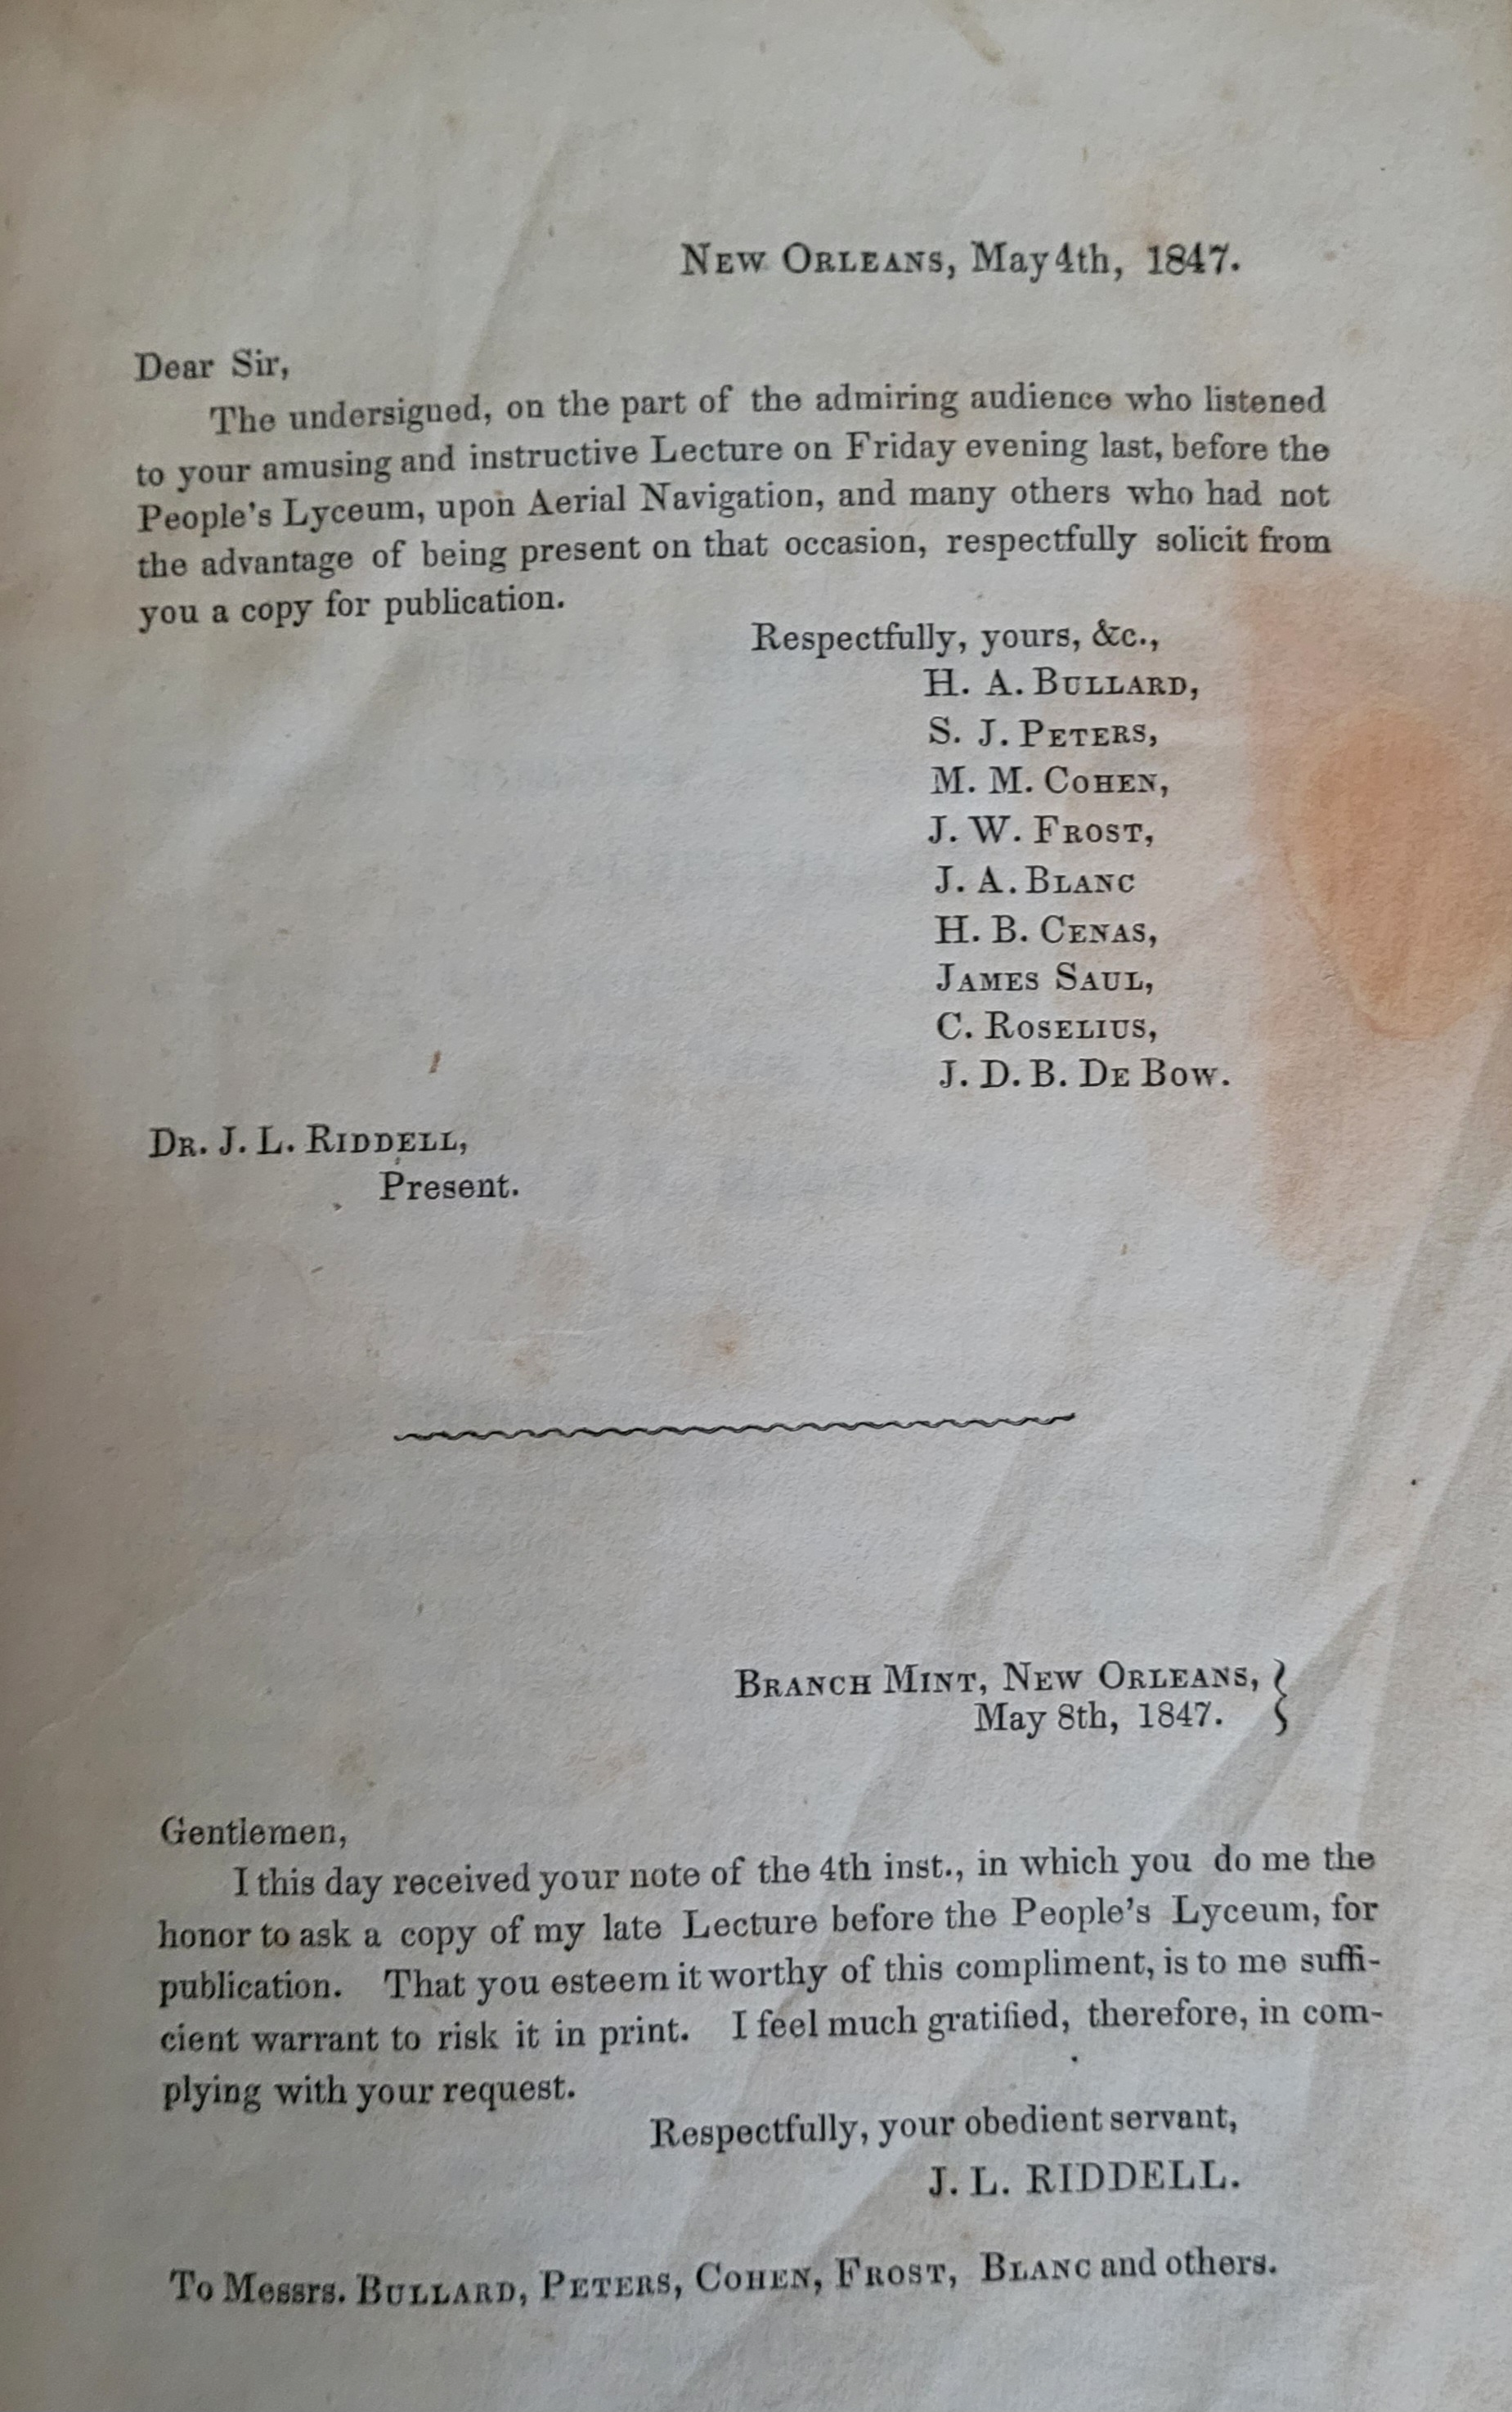 NEW ORLEANS, May 4th, 1847.
Dear Sir,
The undersigned, on the part of the admiring audience who listened
to your amusing and instructive Lecture on Friday evening last, before the
People's Lyceum, upon Aerial Navigation, and many others who had not
the advantage of being present on that occasion, respectfully solicit from
you a copy for publication.
Respectfully, yours, &c.,
H. A. BULLARD,
S. J. PETERS,
M. M. COHEN,
J. W. FROST,
J. A. BLANC
H. B. CENAS,
JAMES SAUL,
C. ROSELIUS,
J. D. B. DE BOW.
DR. J. L. RIDDELL,
Present.
BRANCH MINT, NEW ORLEANS,
May 8th, 1847.
Gentlemen,
I this day received your note of the 4th inst., in which you do me the
honor to ask a copy of my late Lecture before the People's Lyceum, for
publication. That you esteem it worthy of this compliment, is to me suffi-
cient warrant to risk it in print. I feel much gratified, therefore, in com-
plying with your request.
Respectfully, your obedient servant,
J. L. RIDDELL.
To Messrs. BULLARD, PETERS, COHEN, FROST, BLANC and others.